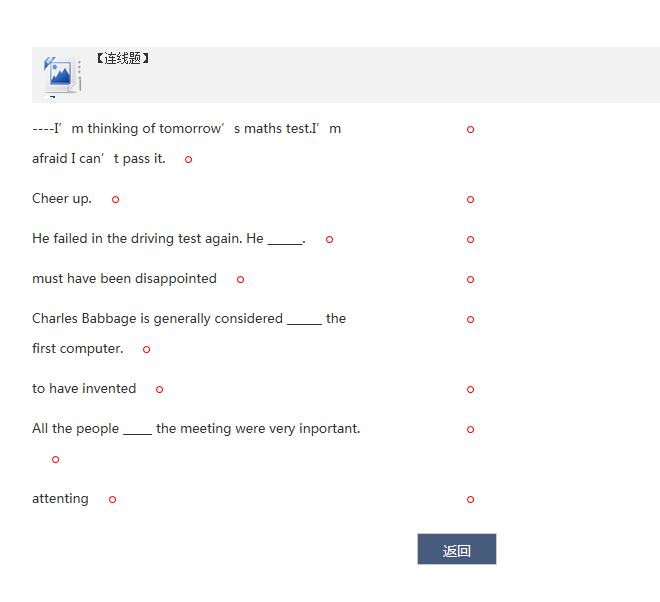 【连线题】
----I’m thinking of tomorrow’s maths test.I’m
afraid I can’t pass it.
Cheer up.
He failed in the driving test again. He _____.
must have been disappointed
Charles Babbage is generally considered _____ the
first computer.
to have invented
All the people ____ the meeting were very inportant.
attenting
返回